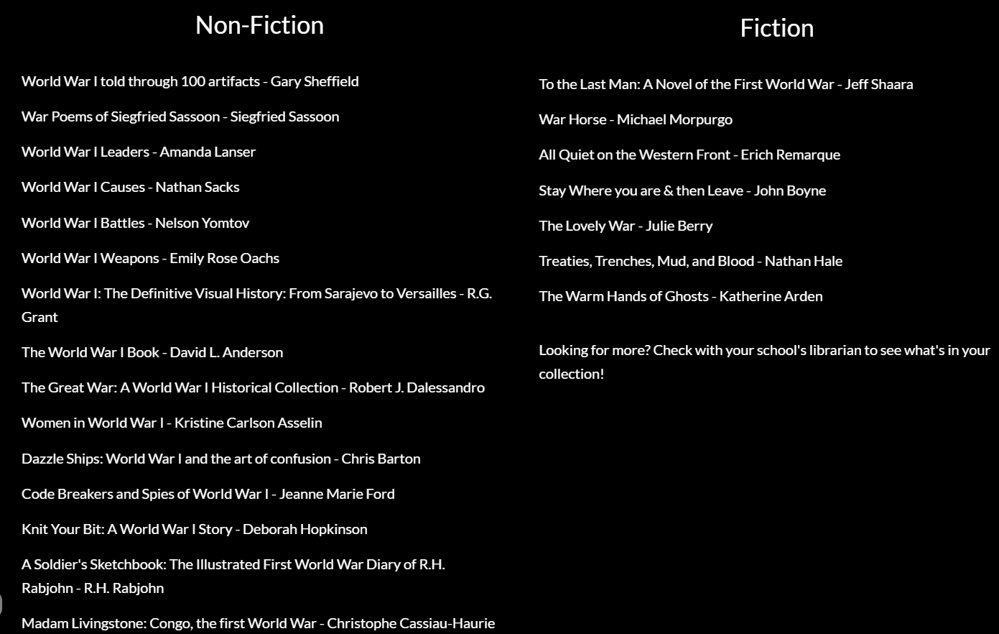 Non-Fiction
World War I told through 100 artifacts - Gary Sheffield
War Poems of Siegfried Sassoon - Siegfried Sassoon
World War I Leaders - Amanda Lanser
World War I Causes - Nathan Sacks
World War I Battles - Nelson Yomtov
World War I Weapons - Emily Rose Oachs
World War I: The Definitive Visual History: From Sarajevo to Versailles - R.G.
Grant
The World War I Book - David L. Anderson
The Great War: A World War I Historical Collection - Robert J. Dalessandro
Women in World War I - Kristine Carlson Asselin
Dazzle Ships: World War I and the art of confusion - Chris Barton
Code Breakers and Spies of World War I - Jeanne Marie Ford
Knit Your Bit: A World War I Story - Deborah Hopkinson
A Soldier's Sketchbook: The Illustrated First World War Diary of R.H.
Rabjohn - R.H. Rabjohn
Madam Livingstone: Congo, the first World War - Christophe Cassiau-Haurie
Fiction
To the Last Man: A Novel of the First World War - Jeff Shaara
War Horse - Michael Morpurgo
All Quiet on the Western Front - Erich Remarque
Stay Where you are & then Leave - John Boyne
The Lovely War - Julie Berry
Treaties, Trenches, Mud, and Blood - Nathan Hale
The Warm Hands of Ghosts - Katherine Arden
Looking for more? Check with your school's librarian to see what's in your
collection!